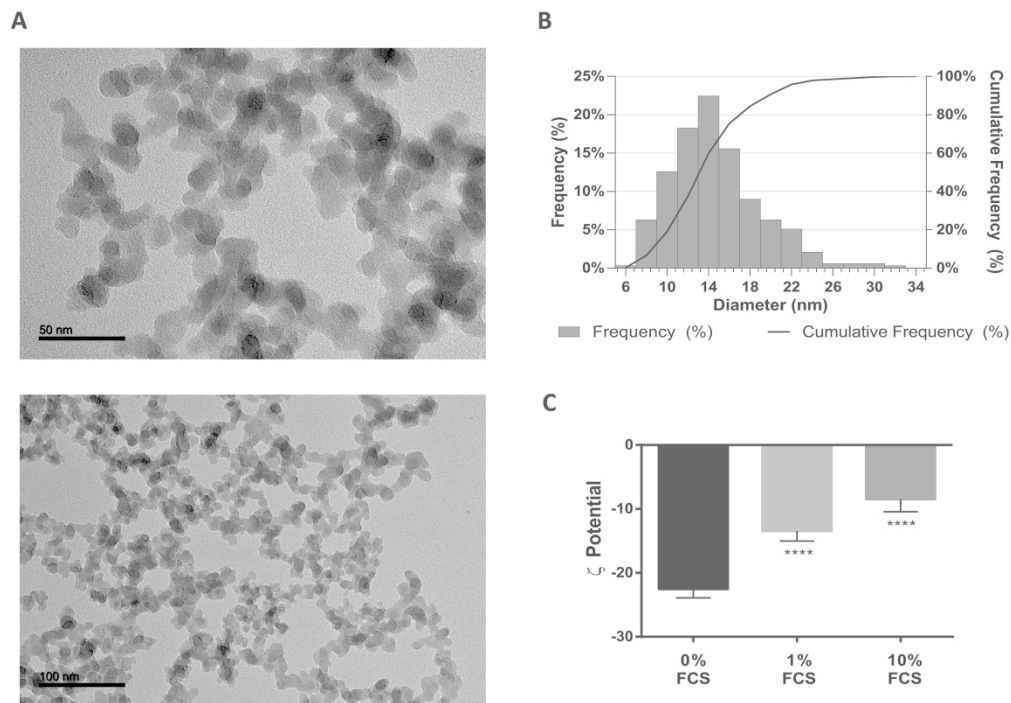 A
50 nm
100 nm
B
Frequency (%)
25%
20%
15%
10%
5%
0%
100%
80%
60%
40%
20%
0%
Cumulative Frequency (%)
6 10 14 18 22 26 30 34
Diameter (nm)
Frequency (%) Cumulative Frequency (%)
C
ζ Potential
0
-10
-20
-30
****
****
0% 1% 10%
FCS FCS FCS